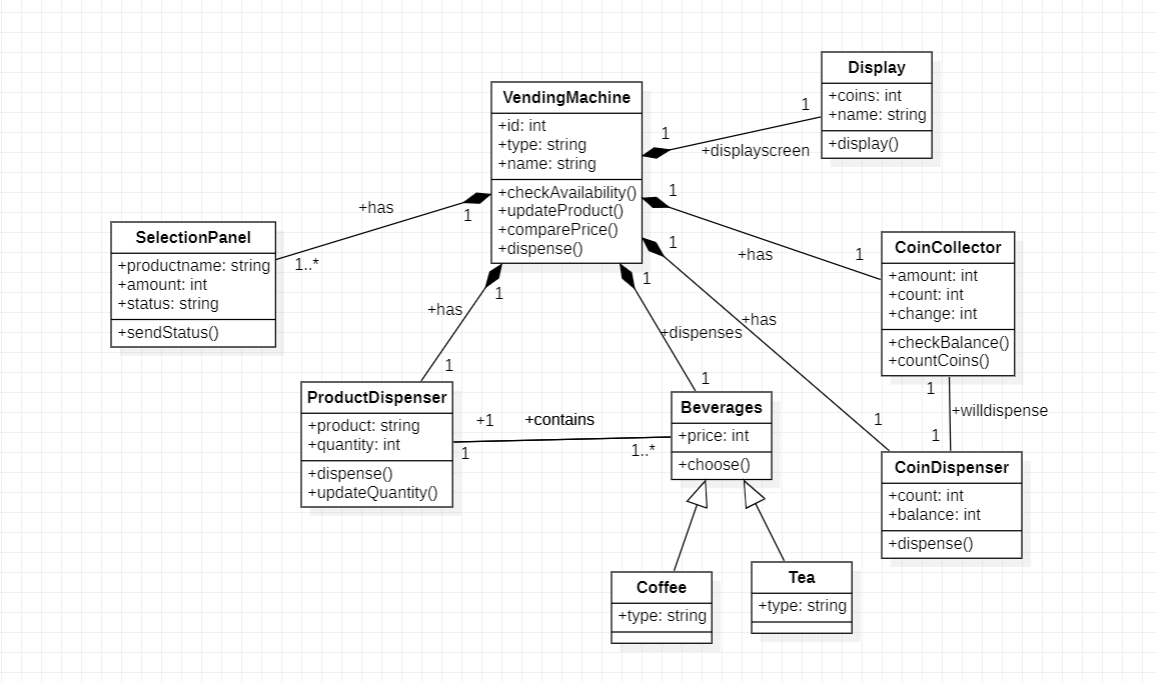 Display
+coins: int
+name: string
+display()
VendingMachine
+id: int
+type: string
+name: string
+checkAvailability()
+updateProduct()
+comparePrice()
+dispense()
1
1
+displayscreen
SelectionPanel
+productname: string
+amount: int
+status: string
+sendStatus()
+has
1
1..*
CoinCollector
+amount: int
+count: int
+change: int
+checkBalance()
+countCoins()
1
+has
1
1
+has
1
1
+has
1
1
+dispenses
1
ProductDispenser
+product: string
+quantity: int
+dispense()
+updateQuantity()
+1
+contains
1
1..*
Beverages
+price: int
+choose()
1
+willdispense
1
CoinDispenser
+count: int
+balance: int
+dispense()
Coffee
+type: string
Tea
+type: string